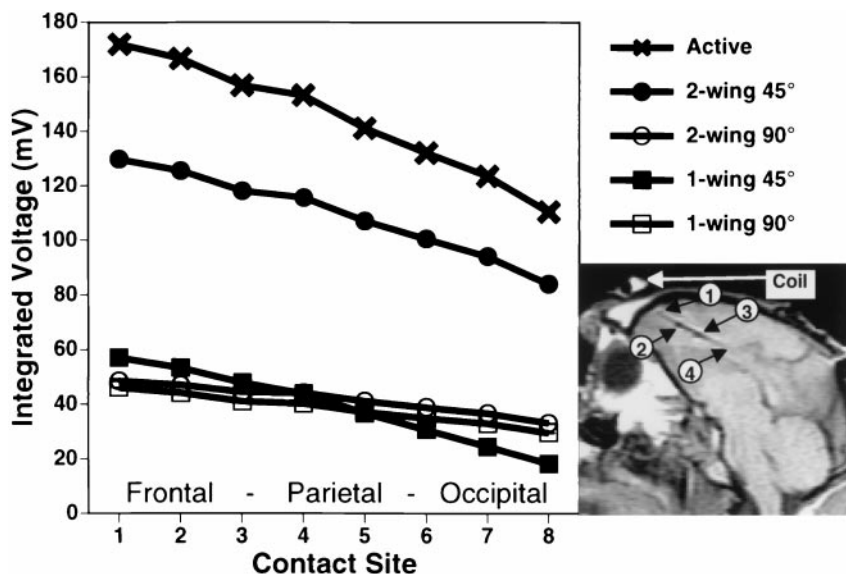 180
160
140
120
100
80
60
40
20
0
Integrated Voltage (mV)
Frontal - Parietal - Occipital
1 2 3 4 5 6 7 8
Contact Site
Active
2-wing 45°
2-wing 90°
1-wing 45°
1-wing 90°
Coil
1
3
2
4